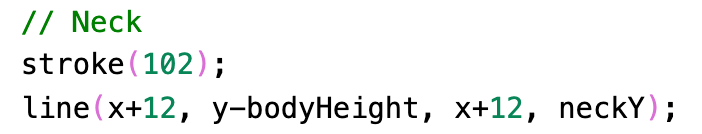 // Neck
stroke(102);
line(x+12, y-bodyHeight, x+12, neckY);